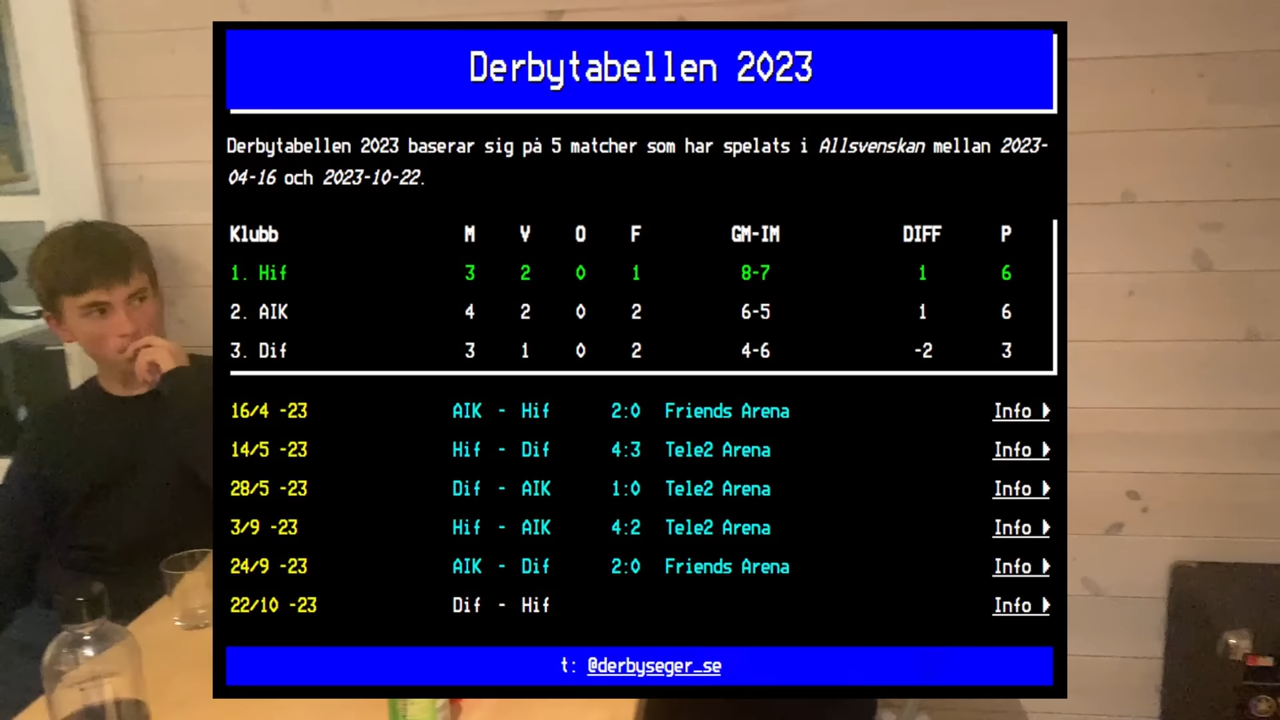 Derbytabellen 2023
Derbytabellen 2023 baserar sig på 5 matcher som har spelats i Allsvenskan mellan 2023-
04-16 och 2023-10-22.
Klubb M V O F GM-IM DIFF P
1. Hif 3 2 0 1 8-7 1 6
2. AIK 4 2 0 2 6-5 1 6
3. Dif 3 1 0 2 4-6 -2 3
16/4 -23 AIK - Hif 2:0 Friends Arena Info
14/5 -23 Hif - Dif 4:3 Tele2 Arena Info
28/5 -23 Dif - AIK 1:0 Tele2 Arena Info
3/9 -23 Hif - AIK 4:2 Tele2 Arena Info
24/9 -23 AIK - Dif 2:0 Friends Arena Info
22/10 -23 Dif - Hif Info
t: @derbyseger_se